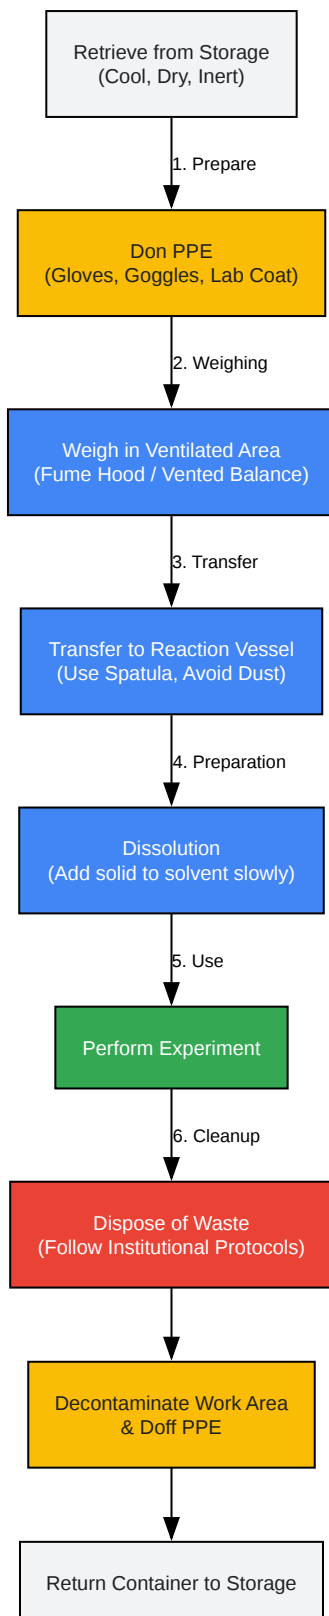 Retrieve from Storage
(Cool, Dry, Inert)
1. Prepare
Don PPE
(Gloves, Goggles, Lab Coat)
2. Weighing
Weigh in Ventilated Area
(Fume Hood / Vented Balance)
3. Transfer
Transfer to Reaction Vessel
(Use Spatula, Avoid Dust)
4. Preparation
Dissolution
(Add solid to solvent slowly)
5. Use
Perform Experiment
6. Cleanup
Dispose of Waste
(Follow Institutional Protocols)
Decontaminate Work Area
& Doff PPE
Return Container to Storage